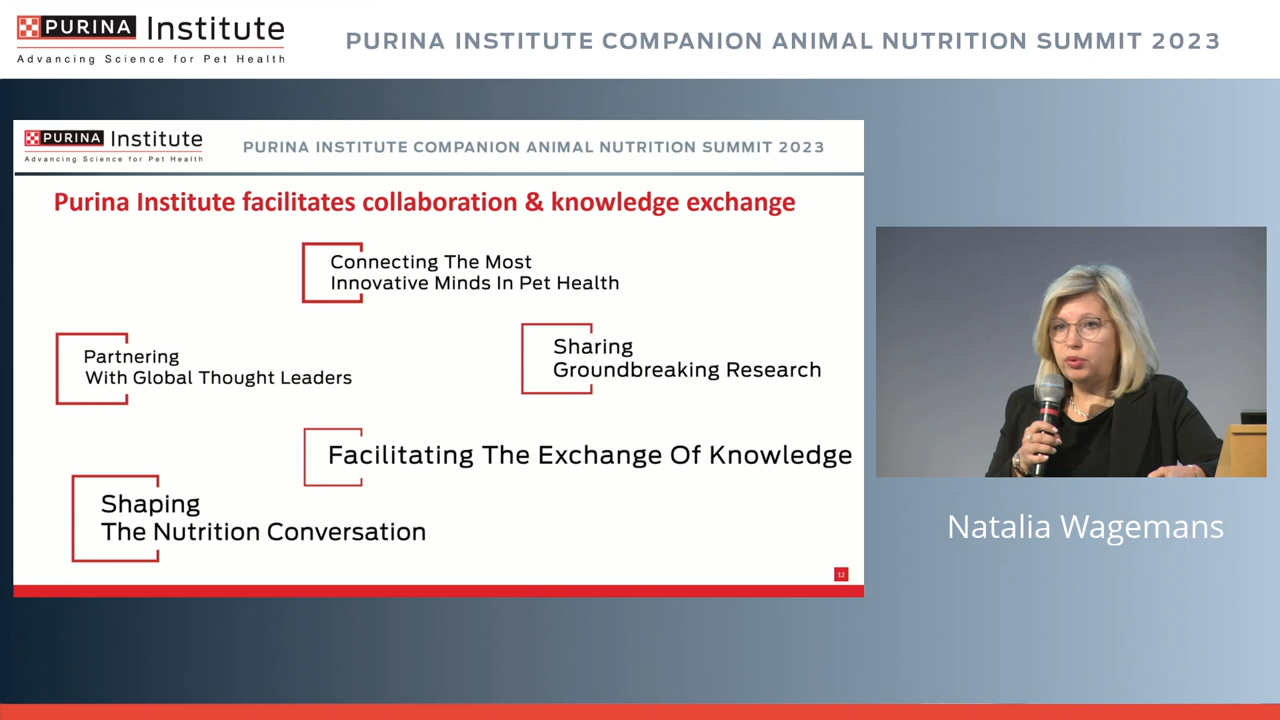 PURINA Institute
Advancing Science for Pet Health
PURINA INSTITUTE COMPANION ANIMAL NUTRITION SUMMIT 2023
PURINA Institute
Advancing Science for Pet Health
PURINA INSTITUTE COMPANION ANIMAL NUTRITION SUMMIT 2023
Purina Institute facilitates collaboration & knowledge exchange
Connecting The Most
Innovative Minds In Pet Health
Partnering
With Global Thought Leaders
Sharing
Groundbreaking Research
Facilitating The Exchange Of Knowledge
Shaping
The Nutrition Conversation
12
Natalia Wagemans